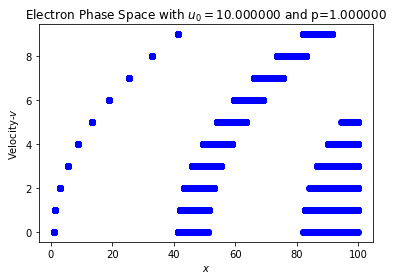 Electron Phase Space with $u_0 = 10.000000$ and p=1.000000
Velocity-v
8
6
4
2
0
0 20 40 60 80 100
x